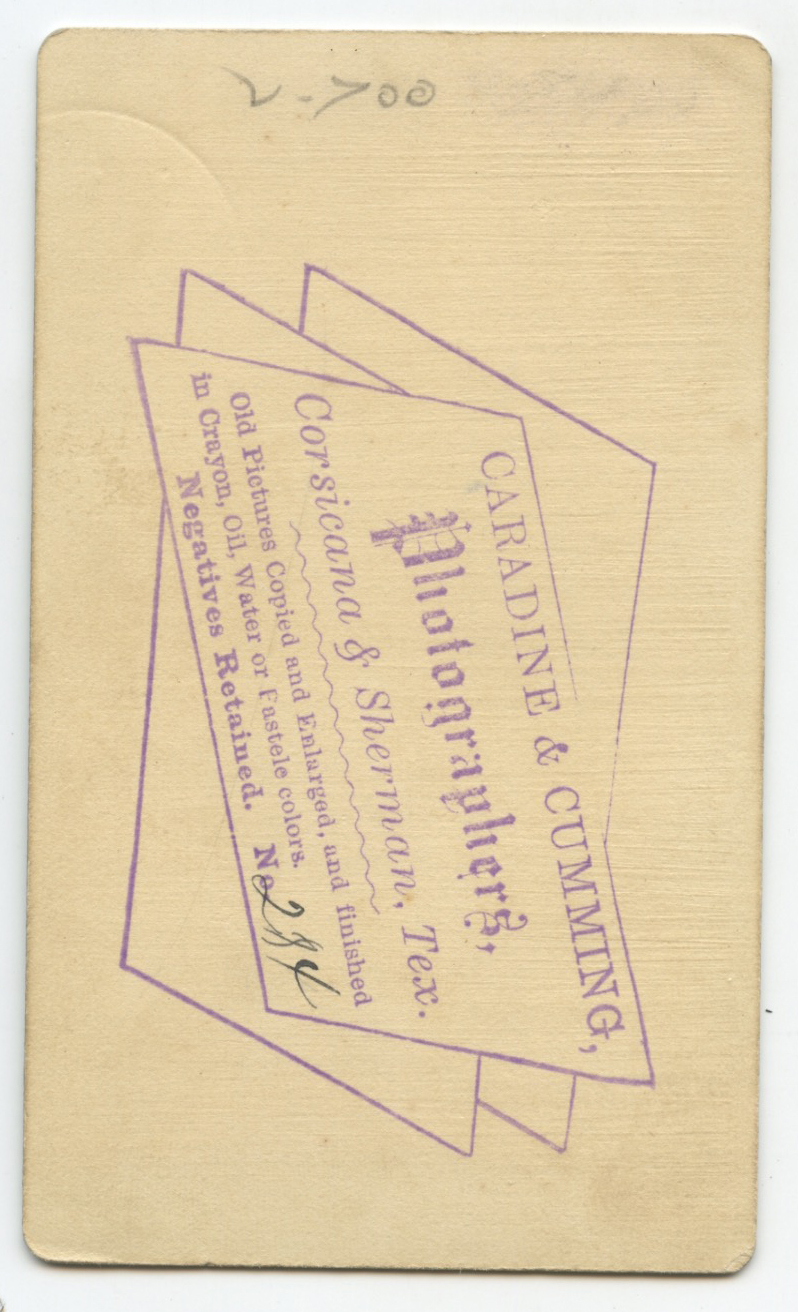 2-700
CARADINE & CUMMING,
Photographers,
Corsicana & Sherman, Tex.
Old Pictures Copied and Enlarged, and finished
in Crayon, Oil, Water or Pastele colors.
Negatives Retained. No